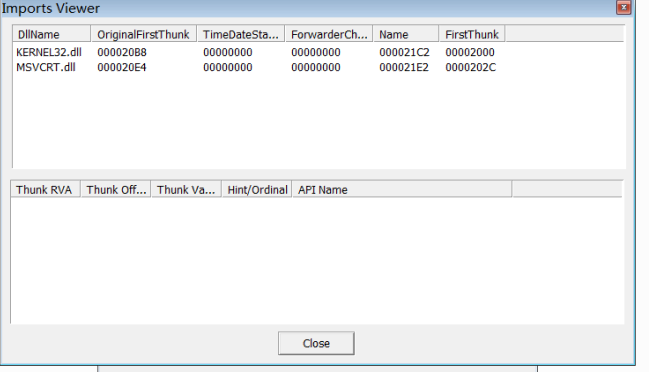 Imports Viewer
DllName OriginalFirstThunk TimeDateSta... ForwarderCh... Name FirstThunk
KERNEL32.dll 000020B8 00000000 00000000 000021C2 00002000
MSVCRT.dll 000020E4 00000000 00000000 000021E2 0000202C
Thunk RVA Thunk Off... Thunk Va... Hint/Ordinal API Name
Close